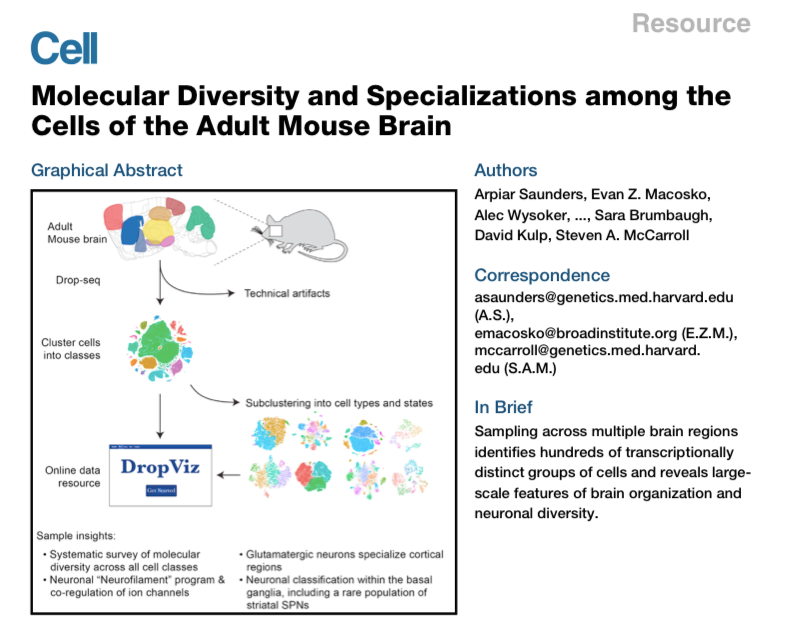 Resource
Cell
Molecular Diversity and Specializations among the
Cells of the Adult Mouse Brain
Graphical Abstract
Adult
Mouse brain
Drop-seq
Technical artifacts
Cluster cells
into classes
Subclustering into cell types and states
Online data
resource
DropViz
Get Started
Sample insights:
• Systematic survey of molecular
diversity across all cell classes
• Neuronal “Neurofilament” program &
co-regulation of ion channels
• Glutamatergic neurons specialize cortical
regions
• Neuronal classification within the basal
ganglia, including a rare population of
striatal SPNs
Authors
Arpiar Saunders, Evan Z. Macosko,
Alec Wysoker, ..., Sara Brumbaugh,
David Kulp, Steven A. McCarroll
Correspondence
asaunders@genetics.med.harvard.edu
(A.S.),
emacosko@broadinstitute.org (E.Z.M.),
mccarroll@genetics.med.harvard.
edu (S.A.M.)
In Brief
Sampling across multiple brain regions
identifies hundreds of transcriptionally
distinct groups of cells and reveals large-
scale features of brain organization and
neuronal diversity.